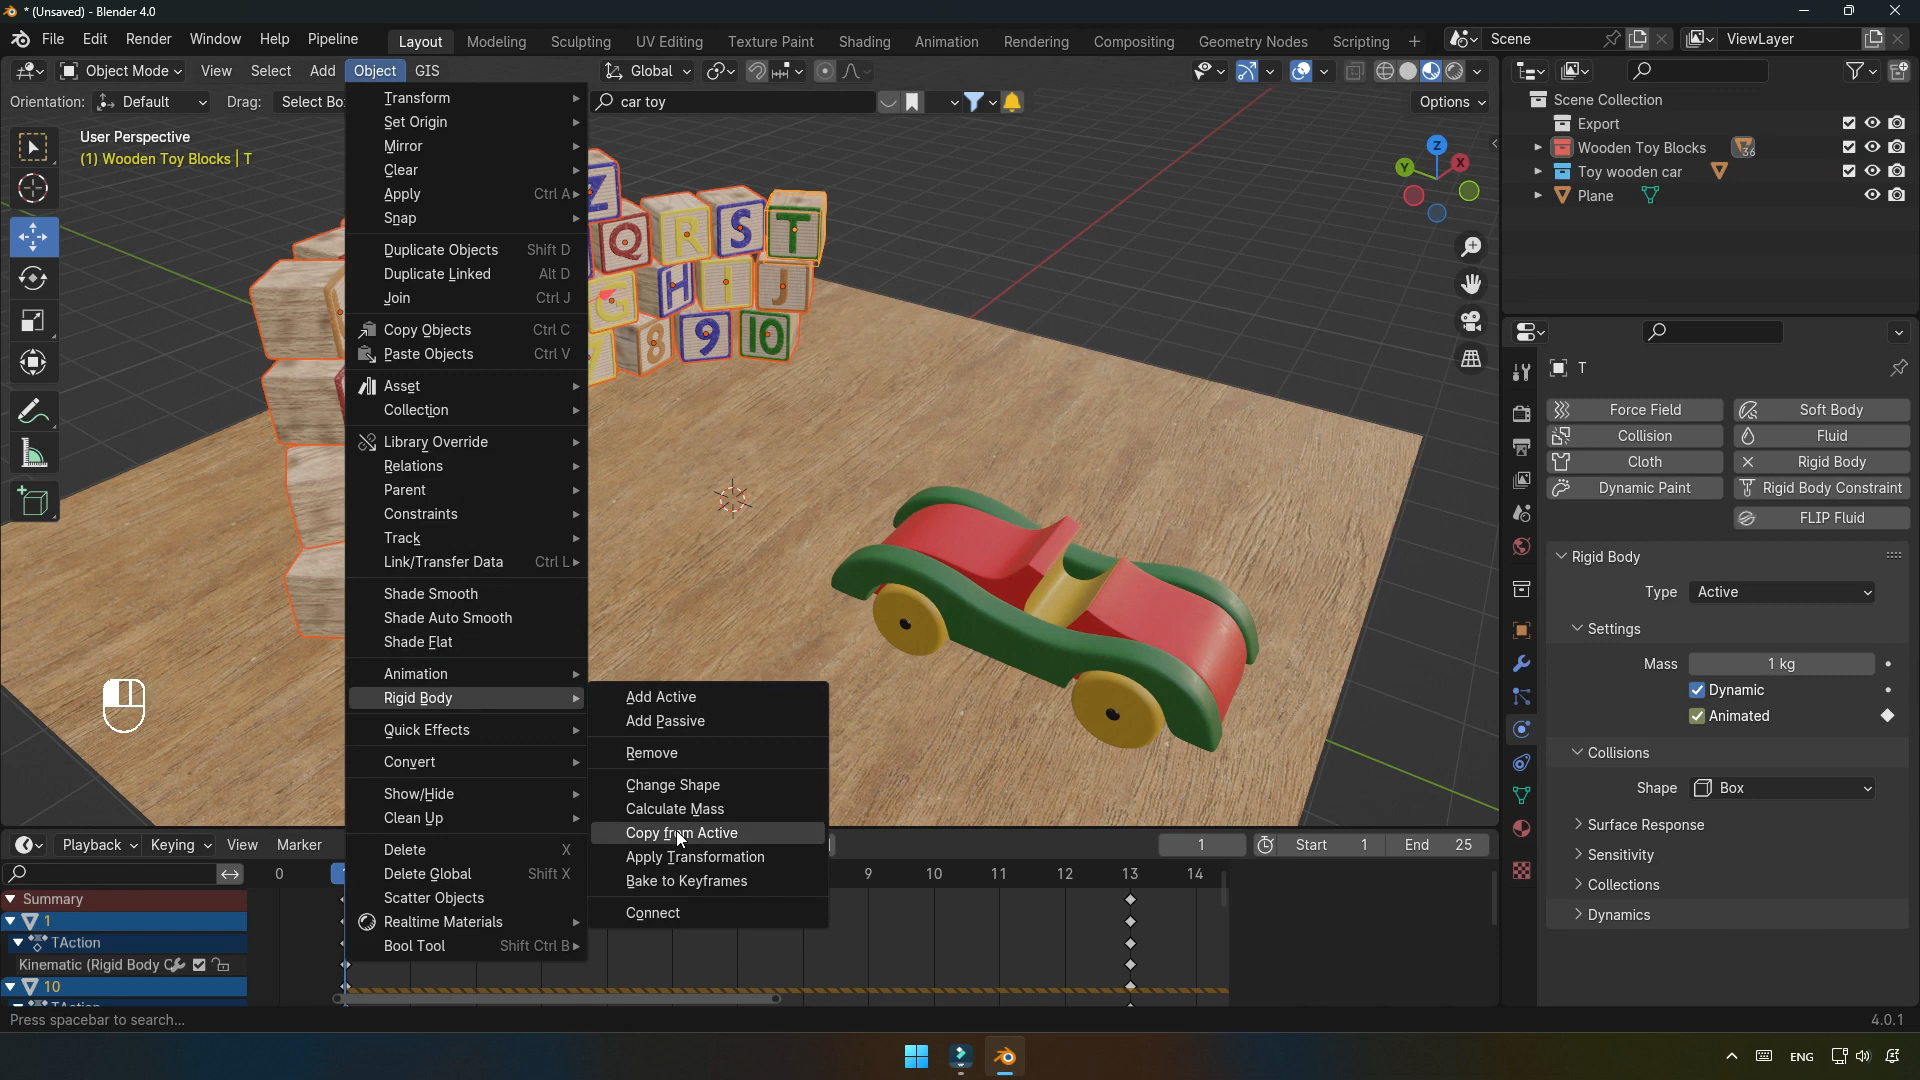 * (Unsaved) - Blender 4.0
File Edit Render Window Help Pipeline
Layout Modeling Sculpting UV Editing Texture Paint Shading Animation Rendering Compositing Geometry Nodes Scripting +
Scene
ViewLayer
Object Mode View Select Add Object GIS
Global
Orientation: Default Drag: Select Bo
car toy
Options
User Perspective
(1) Wooden Toy Blocks | T
Transform
Set Origin
Mirror
Clear
Apply Ctrl A
Snap
Duplicate Objects Shift D
Duplicate Linked Alt D
Join Ctrl J
Copy Objects Ctrl C
Paste Objects Ctrl V
Asset
Collection
Library Override
Relations
Parent
Constraints
Track
Link/Transfer Data Ctrl L
Shade Smooth
Shade Auto Smooth
Shade Flat
Animation
Rigid Body
Quick Effects
Convert
Show/Hide
Clean Up
Delete X
Delete Global Shift X
Scatter Objects
Realtime Materials
Bool Tool Shift Ctrl B
Add Active
Add Passive
Remove
Change Shape
Calculate Mass
Copy from Active
Apply Transformation
Bake to Keyframes
Connect
Z
Q R S T
G H I J
7 8 9 10
Z
Y X
Scene Collection
Export
Wooden Toy Blocks 36
Toy wooden car
Plane
T
Force Field Soft Body
Collision Fluid
Cloth Rigid Body
Dynamic Paint Rigid Body Constraint
FLIP Fluid
Rigid Body
Type Active
Settings
Mass 1 kg
Dynamic
Animated
Collisions
Shape Box
Surface Response
Sensitivity
Collections
Dynamics
Playback Keying View Marker
1 Start 1 End 25
0 9 10 11 12 13 14
Summary
1
TAction
Kinematic (Rigid Body C
10
TAction
Press spacebar to search...
4.0.1
ENG